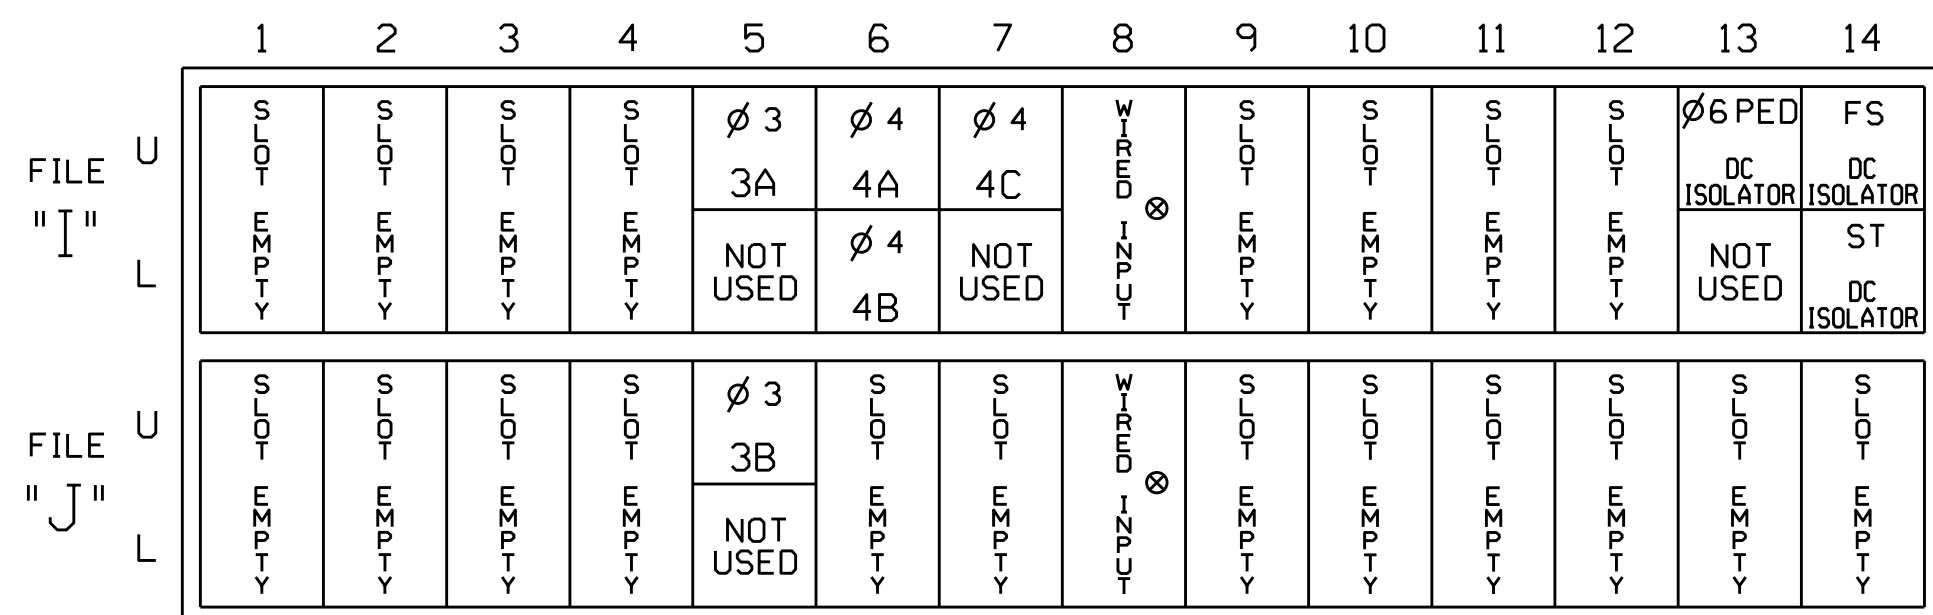 1 2 3 4 5 6 7 8 9 10 11 12 13 14
FILE
"I"
U
L
SLOT EMPTY
SLOT EMPTY
SLOT EMPTY
SLOT EMPTY
Ø 3
3A
NOT
USED
Ø 4
4A
Ø 4
4B
Ø 4
4C
NOT
USED
WIRED INPUT
⊗
SLOT EMPTY
SLOT EMPTY
SLOT EMPTY
SLOT EMPTY
Ø6 PED
DC
ISOLATOR
NOT
USED
FS
DC
ISOLATOR
ST
DC
ISOLATOR
FILE
"J"
U
L
SLOT EMPTY
SLOT EMPTY
SLOT EMPTY
SLOT EMPTY
Ø 3
3B
NOT
USED
SLOT EMPTY
SLOT EMPTY
WIRED INPUT
⊗
SLOT EMPTY
SLOT EMPTY
SLOT EMPTY
SLOT EMPTY
SLOT EMPTY
SLOT EMPTY